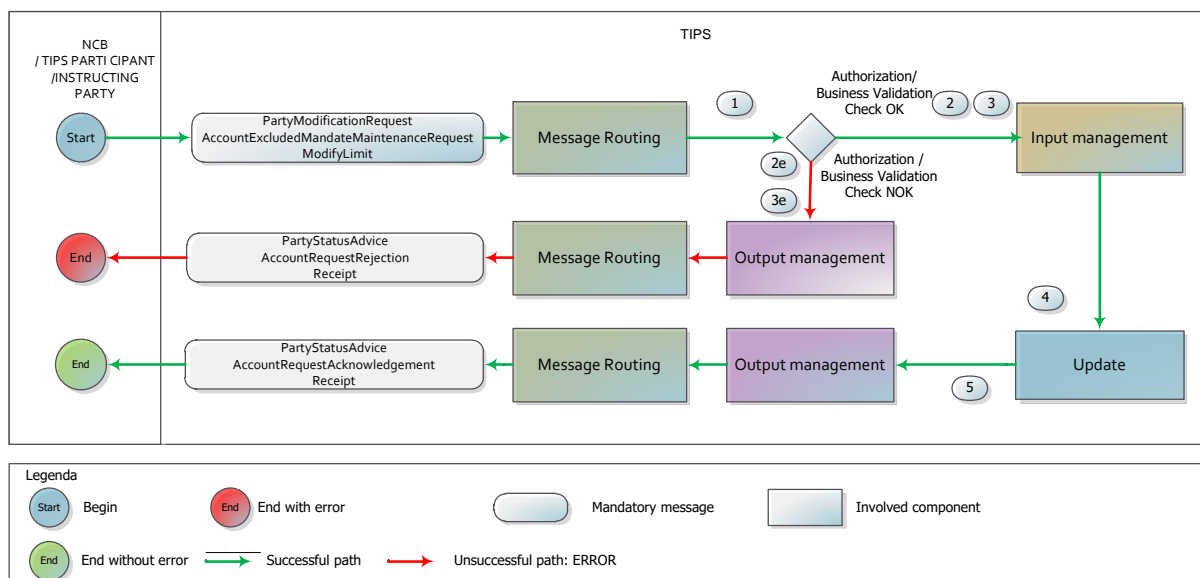 NCB
/ TIPS PARTI CIPANT
/INSTRUCTING
PARTY
TIPS
Start
PartyModificationRequest
AccountExcludedMandateMaintenanceRequest
ModifyLimit
Message Routing
1
Authorization/
Business Validation
Check OK
2
3
Input management
2e
3e
Authorization /
Business Validation
Check NOK
End
PartyStatusAdvice
AccountRequestRejection
Receipt
Message Routing
Output management
4
End
PartyStatusAdvice
AccountRequestAcknowledgement
Receipt
Message Routing
Output management
5
Update
Legenda
Start
Begin
End
End with error
Mandatory message
Involved component
End
End without error
Successful path
Unsuccessful path: ERROR